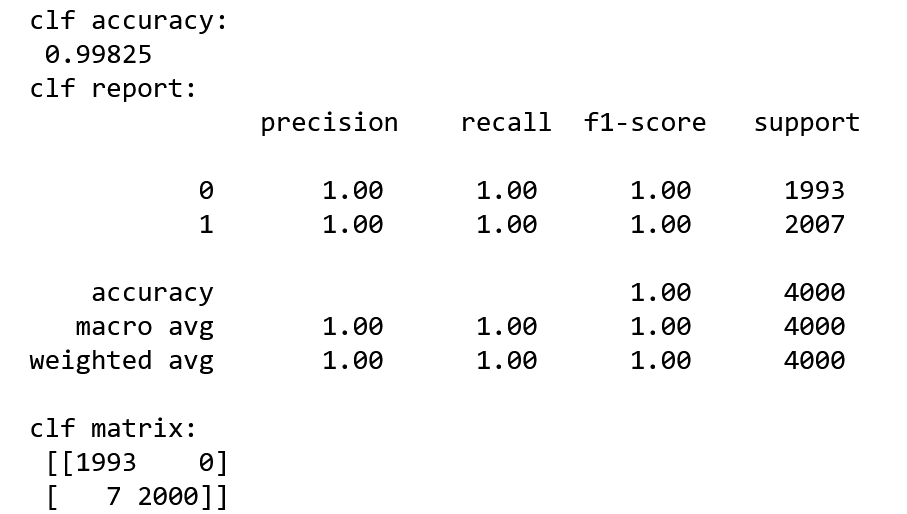 clf accuracy:
 0.99825
clf report:
               precision    recall  f1-score   support

           0       1.00      1.00      1.00      1993
           1       1.00      1.00      1.00      2007

    accuracy                           1.00      4000
   macro avg       1.00      1.00      1.00      4000
weighted avg       1.00      1.00      1.00      4000

clf matrix:
 [[1993    0]
 [   7 2000]]